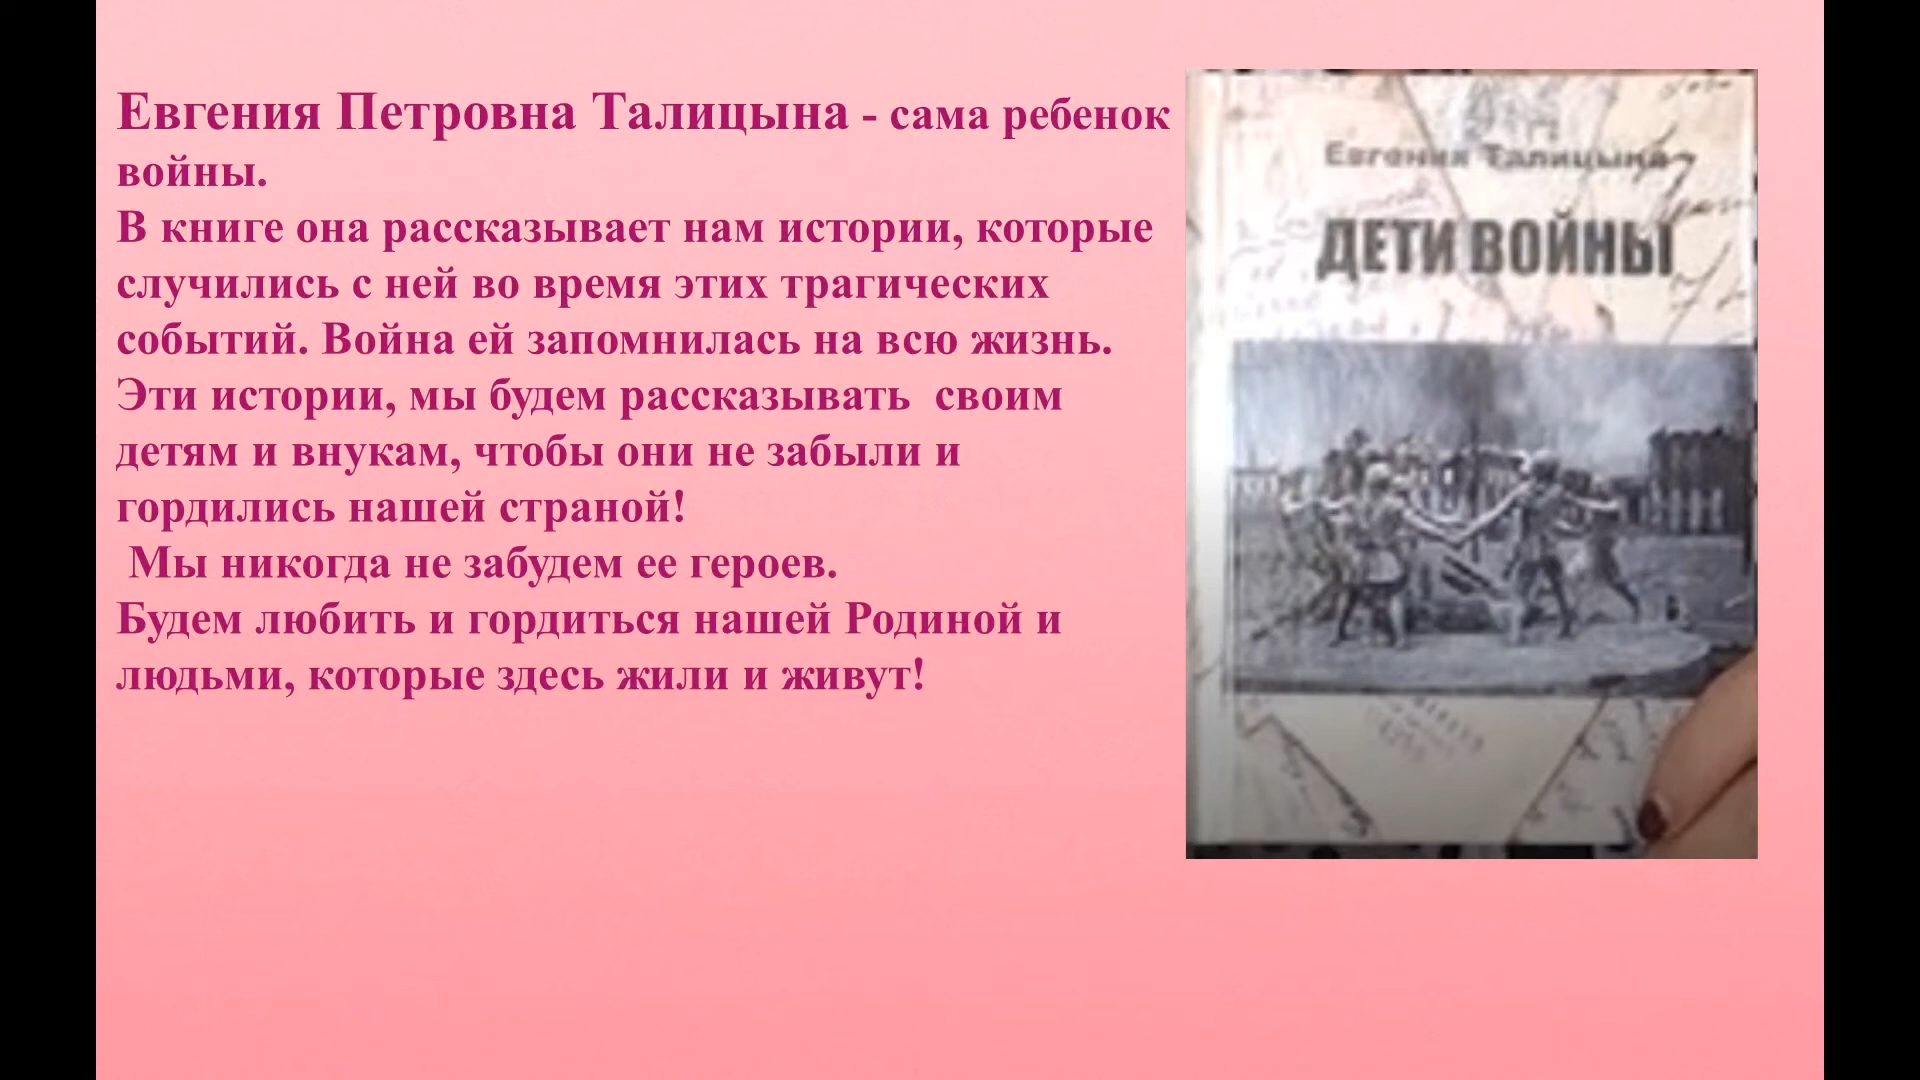 Евгения Петровна Талицына - сама ребенок
войны.
В книге она рассказывает нам истории, которые
случились с ней во время этих трагических
событий. Война ей запомнилась на всю жизнь.
Эти истории, мы будем рассказывать  своим
детям и внукам, чтобы они не забыли и
гордились нашей страной!
Мы никогда не забудем ее героев.
Будем любить и гордиться нашей Родиной и
людьми, которые здесь жили и живут!
Евгения Талицына
ДЕТИ ВОЙНЫ